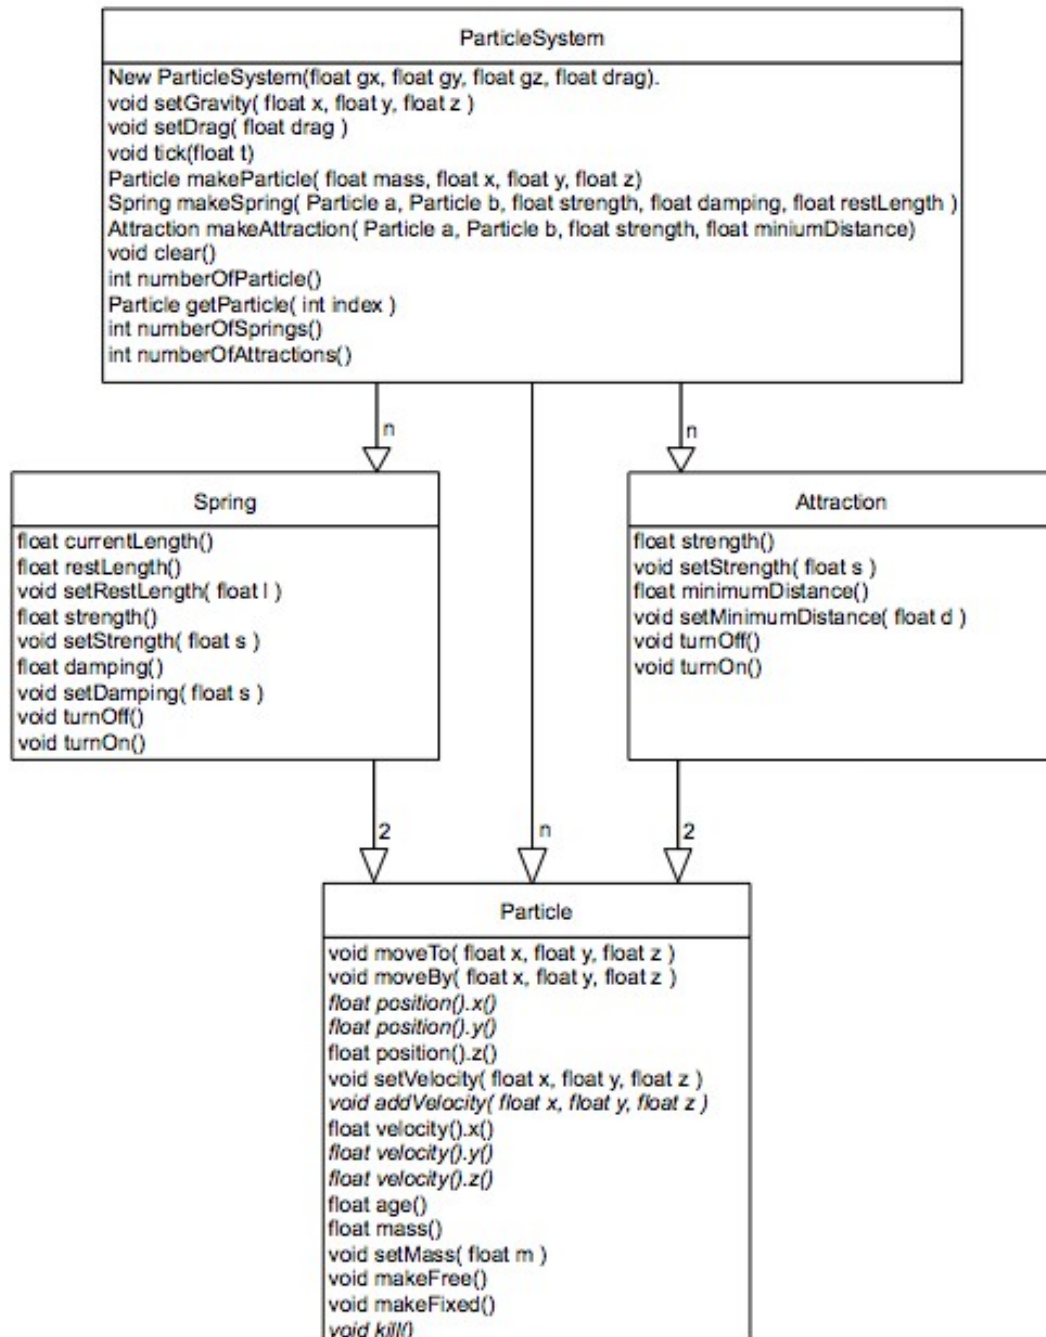 ParticleSystem
New ParticleSystem(float gx, float gy, float gz, float drag).
void setGravity( float x, float y, float z )
void setDrag( float drag )
void tick(float t)
Particle makeParticle( float mass, float x, float y, float z)
Spring makeSpring( Particle a, Particle b, float strength, float damping, float restLength )
Attraction makeAttraction( Particle a, Particle b, float strength, float miniumDistance)
void clear()
int numberOfParticle()
Particle getParticle( int index )
int numberOfSprings()
int numberOfAttractions()
n
n
Spring
float currentLength()
float restLength()
void setRestLength( float l )
float strength()
void setStrength( float s )
float damping()
void setDamping( float s )
void turnOff()
void turnOn()
Attraction
float strength()
void setStrength( float s )
float minimumDistance()
void setMinimumDistance( float d )
void turnOff()
void turnOn()
2
n
2
Particle
void moveTo( float x, float y, float z )
void moveBy( float x, float y, float z )
float position().x()
float position().y()
float position().z()
void setVelocity( float x, float y, float z )
void addVelocity( float x, float y, float z )
float velocity().x()
float velocity().y()
float velocity().z()
float age()
float mass()
void setMass( float m )
void makeFree()
void makeFixed()
void kill()